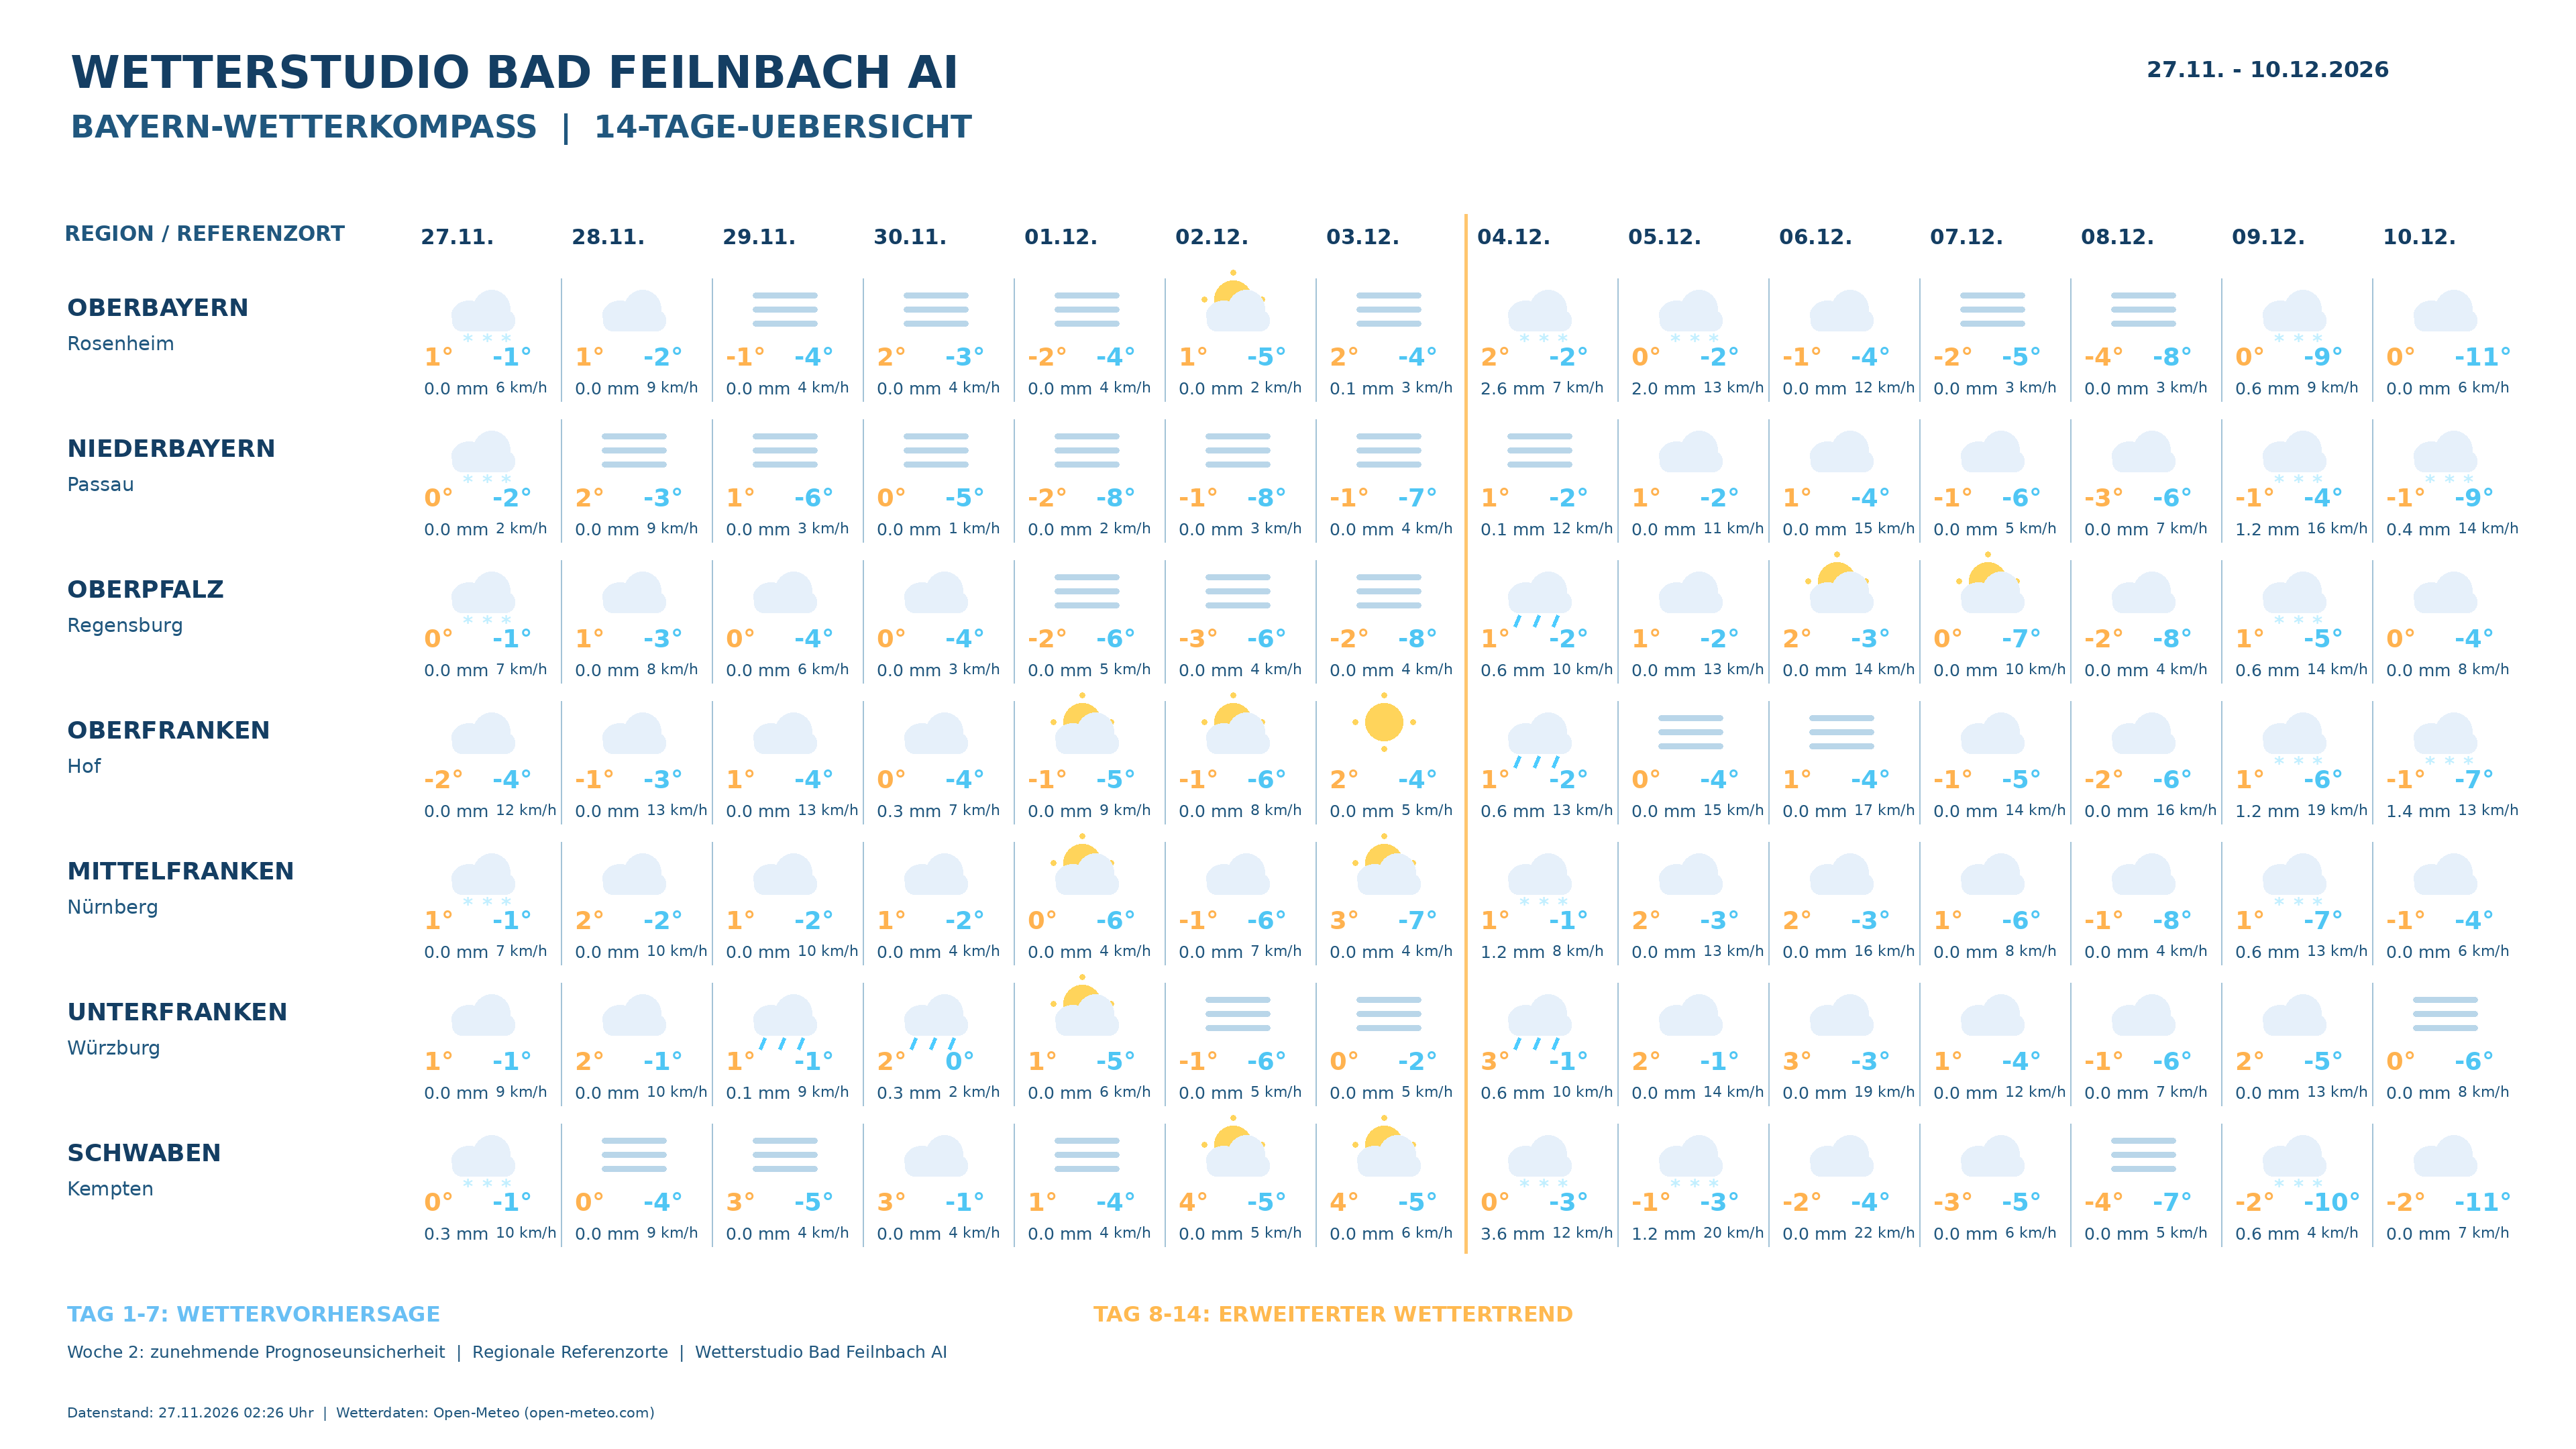 WETTERSTUDIO BAD FEILNBACH AI
27.11. - 10.12.2026
BAYERN-WETTERKOMPASS | 14-TAGE-UEBERSICHT
REGION / REFERENZORT 27.11. 28.11. 29.11. 30.11. 01.12. 02.12. 03.12. 04.12. 05.12. 06.12. 07.12. 08.12. 09.12. 10.12.
OBERBAYERN
Rosenheim
1° -1° 1° -2° -1° -4° 2° -3° -2° -4° 1° -5° 2° -4° 2° -2° 0° -2° -1° -4° -2° -5° -4° -8° 0° -9° 0° -11°
0.0 mm 6 km/h 0.0 mm 9 km/h 0.0 mm 4 km/h 0.0 mm 4 km/h 0.0 mm 4 km/h 0.0 mm 2 km/h 0.1 mm 3 km/h 2.6 mm 7 km/h 2.0 mm 13 km/h 0.0 mm 12 km/h 0.0 mm 3 km/h 0.0 mm 3 km/h 0.6 mm 9 km/h 0.0 mm 6 km/h
NIEDERBAYERN
Passau
0° -2° 2° -3° 1° -6° 0° -5° -2° -8° -1° -8° -1° -7° 1° -2° 1° -2° 1° -4° -1° -6° -3° -6° -1° -4° -1° -9°
0.0 mm 2 km/h 0.0 mm 9 km/h 0.0 mm 3 km/h 0.0 mm 1 km/h 0.0 mm 2 km/h 0.0 mm 3 km/h 0.0 mm 4 km/h 0.1 mm 12 km/h 0.0 mm 11 km/h 0.0 mm 15 km/h 0.0 mm 5 km/h 0.0 mm 7 km/h 1.2 mm 16 km/h 0.4 mm 14 km/h
OBERPFALZ
Regensburg
0° -1° 1° -3° 0° -4° 0° -4° -2° -6° -3° -6° -2° -8° 1° -2° 1° -2° 2° -3° 0° -7° -2° -8° 1° -5° 0° -4°
0.0 mm 7 km/h 0.0 mm 8 km/h 0.0 mm 6 km/h 0.0 mm 3 km/h 0.0 mm 5 km/h 0.0 mm 4 km/h 0.0 mm 4 km/h 0.6 mm 10 km/h 0.0 mm 13 km/h 0.0 mm 14 km/h 0.0 mm 10 km/h 0.0 mm 4 km/h 0.6 mm 14 km/h 0.0 mm 8 km/h
OBERFRANKEN
Hof
-2° -4° -1° -3° 1° -4° 0° -4° -1° -5° -1° -6° 2° -4° 1° -2° 0° -4° 1° -4° -1° -5° -2° -6° 1° -6° -1° -7°
0.0 mm 12 km/h 0.0 mm 13 km/h 0.0 mm 13 km/h 0.3 mm 7 km/h 0.0 mm 9 km/h 0.0 mm 8 km/h 0.0 mm 5 km/h 0.6 mm 13 km/h 0.0 mm 15 km/h 0.0 mm 17 km/h 0.0 mm 14 km/h 0.0 mm 16 km/h 1.2 mm 19 km/h 1.4 mm 13 km/h
MITTELFRANKEN
Nürnberg
1° -1° 2° -2° 1° -2° 1° -2° 0° -6° -1° -6° 3° -7° 1° -1° 2° -3° 2° -3° 1° -6° -1° -8° 1° -7° -1° -4°
0.0 mm 7 km/h 0.0 mm 10 km/h 0.0 mm 10 km/h 0.0 mm 4 km/h 0.0 mm 4 km/h 0.0 mm 7 km/h 0.0 mm 4 km/h 1.2 mm 8 km/h 0.0 mm 13 km/h 0.0 mm 16 km/h 0.0 mm 8 km/h 0.0 mm 4 km/h 0.6 mm 13 km/h 0.0 mm 6 km/h
UNTERFRANKEN
Würzburg
1° -1° 2° -1° 1° -1° 2° 0° 1° -5° -1° -6° 0° -2° 3° -1° 2° -1° 3° -3° 1° -4° -1° -6° 2° -5° 0° -6°
0.0 mm 9 km/h 0.0 mm 10 km/h 0.1 mm 9 km/h 0.3 mm 2 km/h 0.0 mm 6 km/h 0.0 mm 5 km/h 0.0 mm 5 km/h 0.6 mm 10 km/h 0.0 mm 14 km/h 0.0 mm 19 km/h 0.0 mm 12 km/h 0.0 mm 7 km/h 0.0 mm 13 km/h 0.0 mm 8 km/h
SCHWABEN
Kempten
0° -1° 0° -4° 3° -5° 3° -1° 1° -4° 4° -5° 4° -5° 0° -3° -1° -3° -2° -4° -3° -5° -4° -7° -2° -10° -2° -11°
0.3 mm 10 km/h 0.0 mm 9 km/h 0.0 mm 4 km/h 0.0 mm 4 km/h 0.0 mm 4 km/h 0.0 mm 5 km/h 0.0 mm 6 km/h 3.6 mm 12 km/h 1.2 mm 20 km/h 0.0 mm 22 km/h 0.0 mm 6 km/h 0.0 mm 5 km/h 0.6 mm 4 km/h 0.0 mm 7 km/h
TAG 1-7: WETTERVORHERSAGE
TAG 8-14: ERWEITERTER WETTERTREND
Woche 2: zunehmende Prognoseunsicherheit | Regionale Referenzorte | Wetterstudio Bad Feilnbach AI
Datenstand: 27.11.2026 02:26 Uhr | Wetterdaten: Open-Meteo (open-meteo.com)